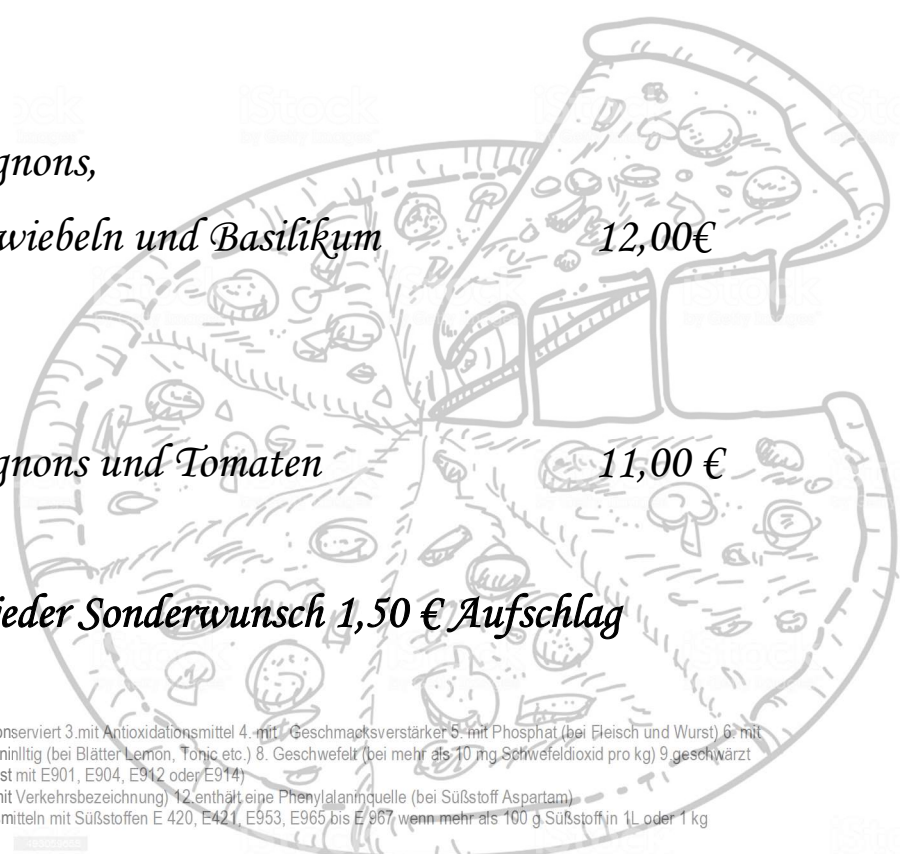 iStock
gnons,
wiebeln und Basilikum 12,00€
gnons und Tomaten 11,00 €
jeder Sonderwunsch 1,50 € Aufschlag
onserviert 3.mit Antioxidationsmittel 4. mit Geschmacksverstärker 5. mit Phosphat (bei Fleisch und Wurst) 6. mit
ninlltig (bei Blätter Lemon, Tonic etc.) 8. Geschwefelt (bei mehr als 10 mg Schwefeldioxid pro kg) 9.geschwärzt
st mit E901, E904, E912 oder E914)
nit Verkehrsbezeichnung) 12.enthält eine Phenylalaninquelle (bei Süßstoff Aspartam)
mitteln mit Süßstoffen E 420, E421, E953, E965 bis E 967 wenn mehr als 100 g Süßstoff in 1L oder 1 kg